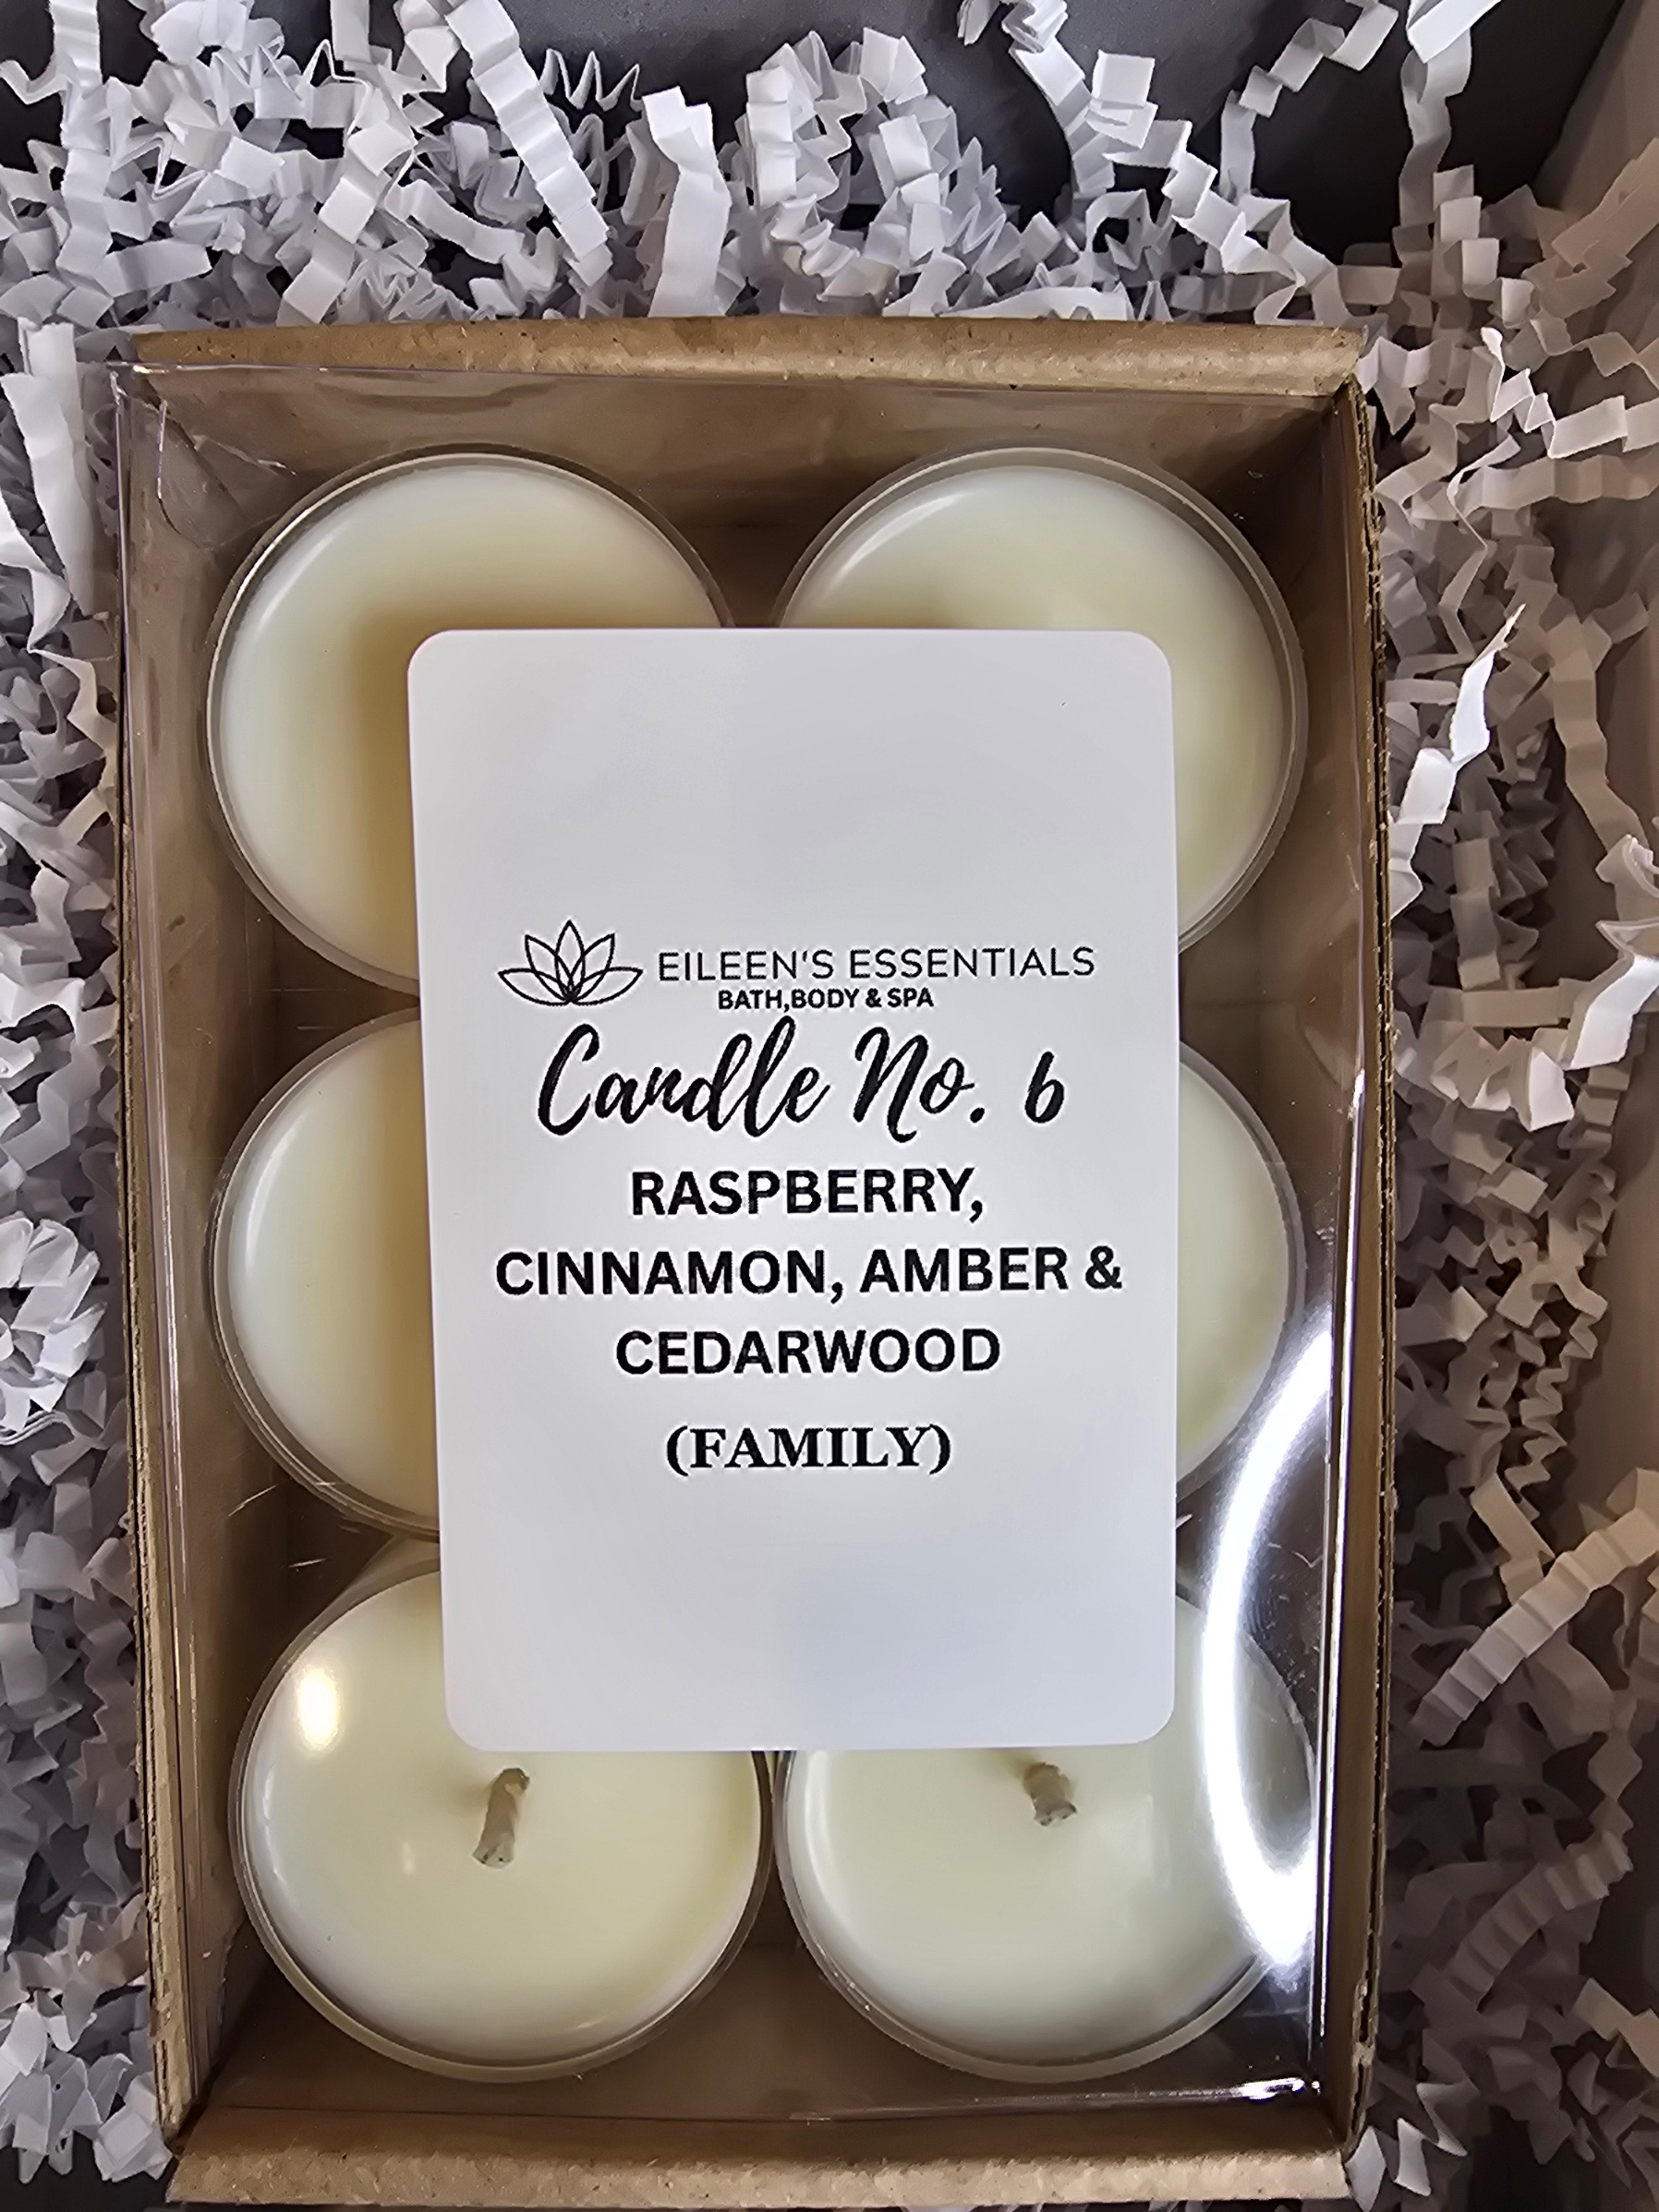 EILEEN'S ESSENTIALS
BATH,BODY & SPA
Candle No. 6
RASPBERRY,
CINNAMON, AMBER &
CEDARWOOD
(FAMILY)